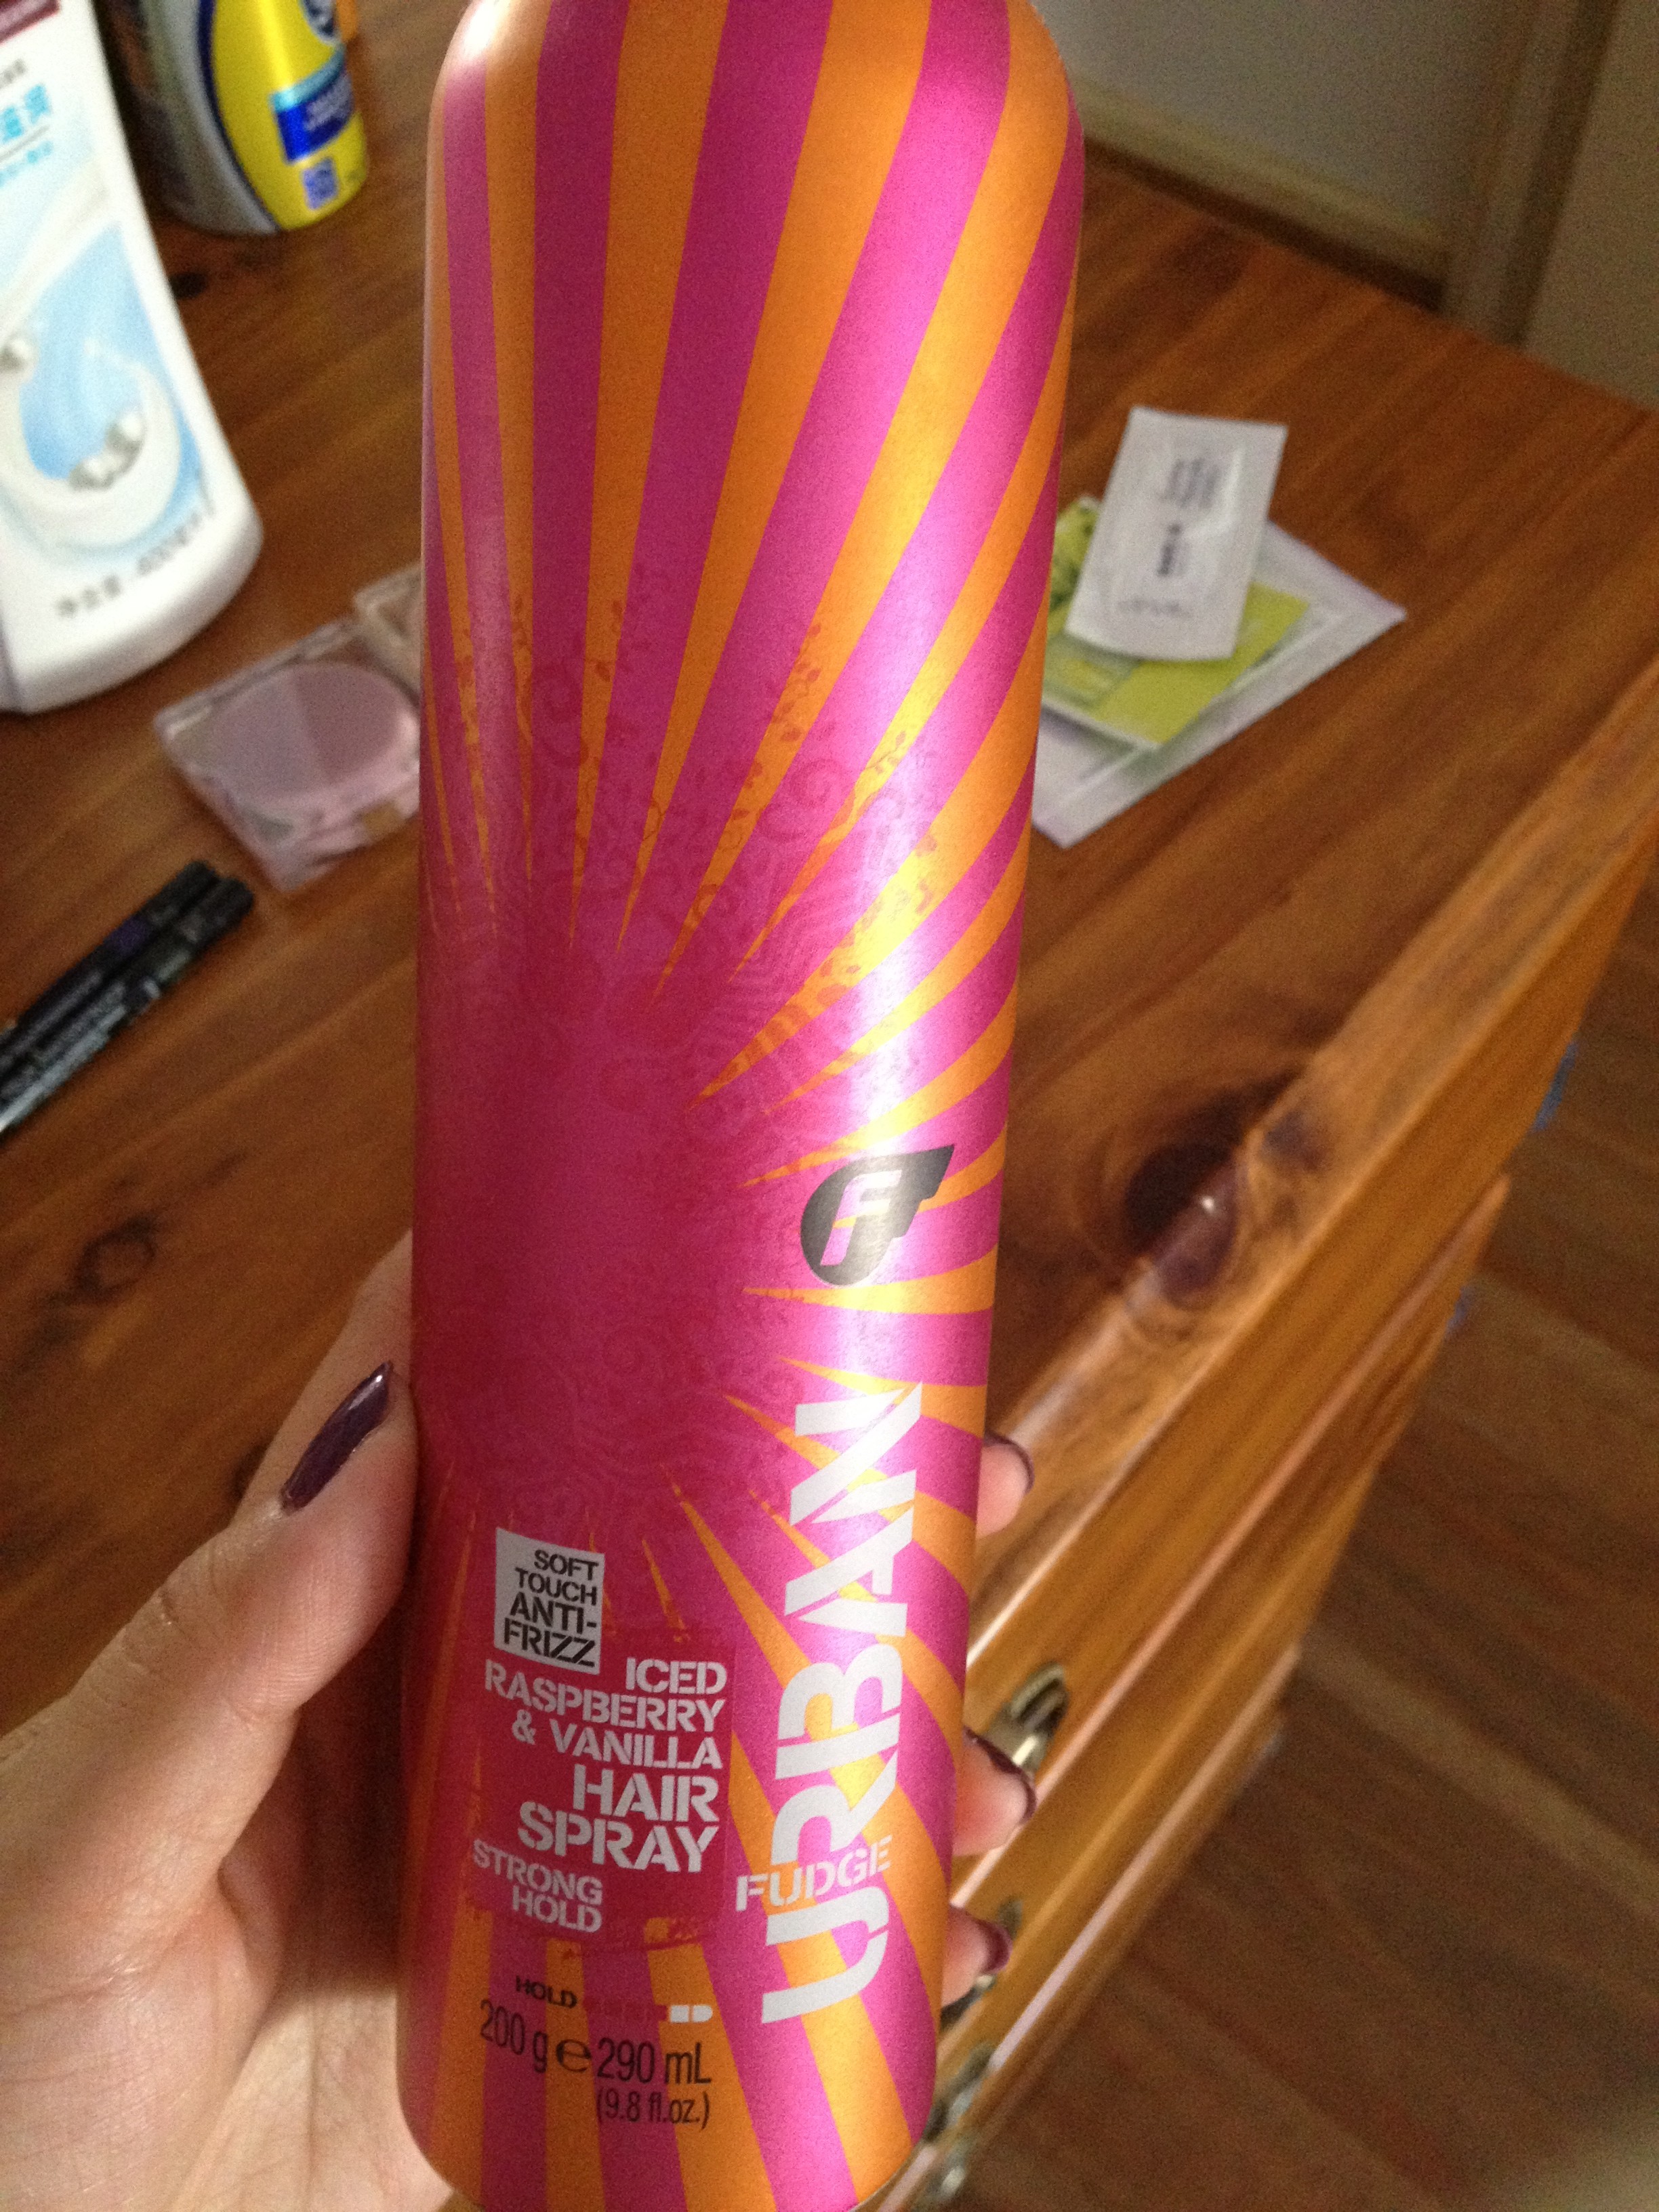 SOFT
TOUCH
ANTI-
FRIZZ
ICED
RASPBERRY
& VANILLA
HAIR
SPRAY
STRONG
HOLD
HOLD
200 g e 290 mL
(9.8 fl.oz.)
F
URBAN
FUDGE